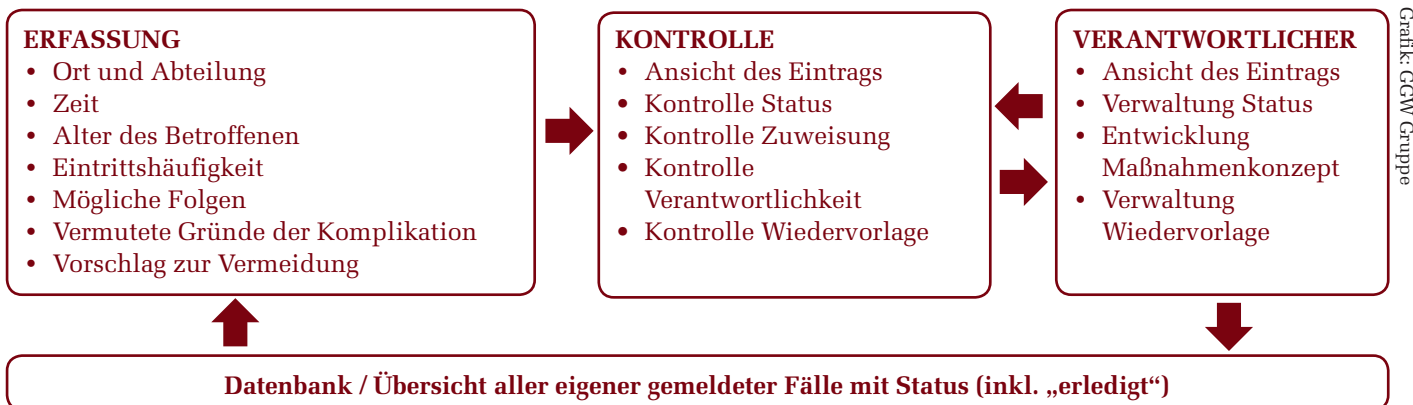 ERFASSUNG
• Ort und Abteilung
• Zeit
• Alter des Betroffenen
• Eintrittshäufigkeit
• Mögliche Folgen
• Vermutete Gründe der Komplikation
• Vorschlag zur Vermeidung
KONTROLLE
• Ansicht des Eintrags
• Kontrolle Status
• Kontrolle Zuweisung
• Kontrolle
Verantwortlichkeit
• Kontrolle Wiedervorlage
VERANTWORTLICHER
• Ansicht des Eintrags
• Verwaltung Status
• Entwicklung
Maßnahmenkonzept
• Verwaltung
Wiedervorlage
Grafik: GGW Gruppe
Datenbank / Übersicht aller eigener gemeldeter Fälle mit Status (inkl. „erledigt“)